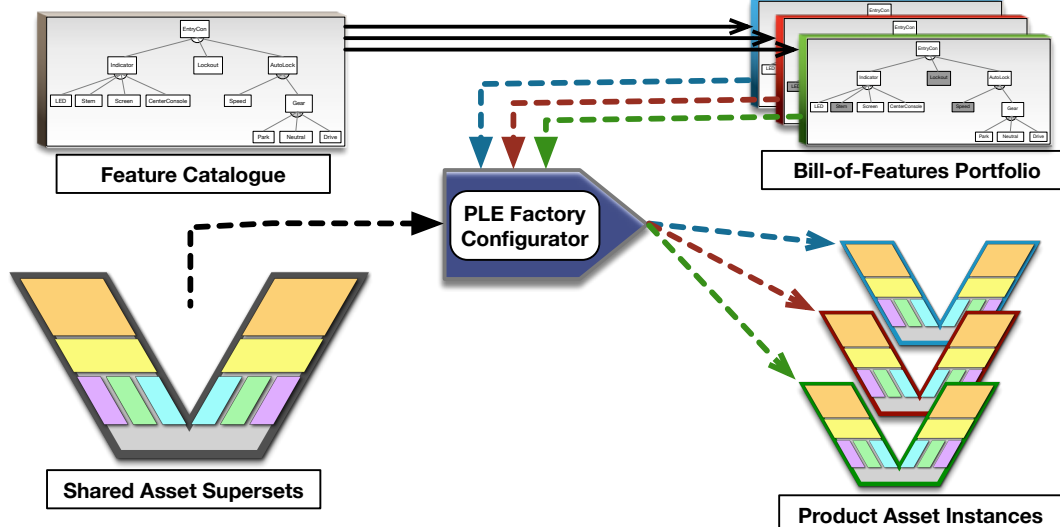 EntryCon
Indicator
Lockout
AutoLock
LED
Stem
Screen
CenterConsole
Speed
Gear
Park
Neutral
Drive
Feature Catalogue
EntryCon
EntryCon
EntryCon
Indicator
Lockout
AutoLock
LED
Stem
Screen
CenterConsole
Speed
Gear
Park
Neutral
Drive
Bill-of-Features Portfolio
PLE Factory
Configurator
Shared Asset Supersets
Product Asset Instances